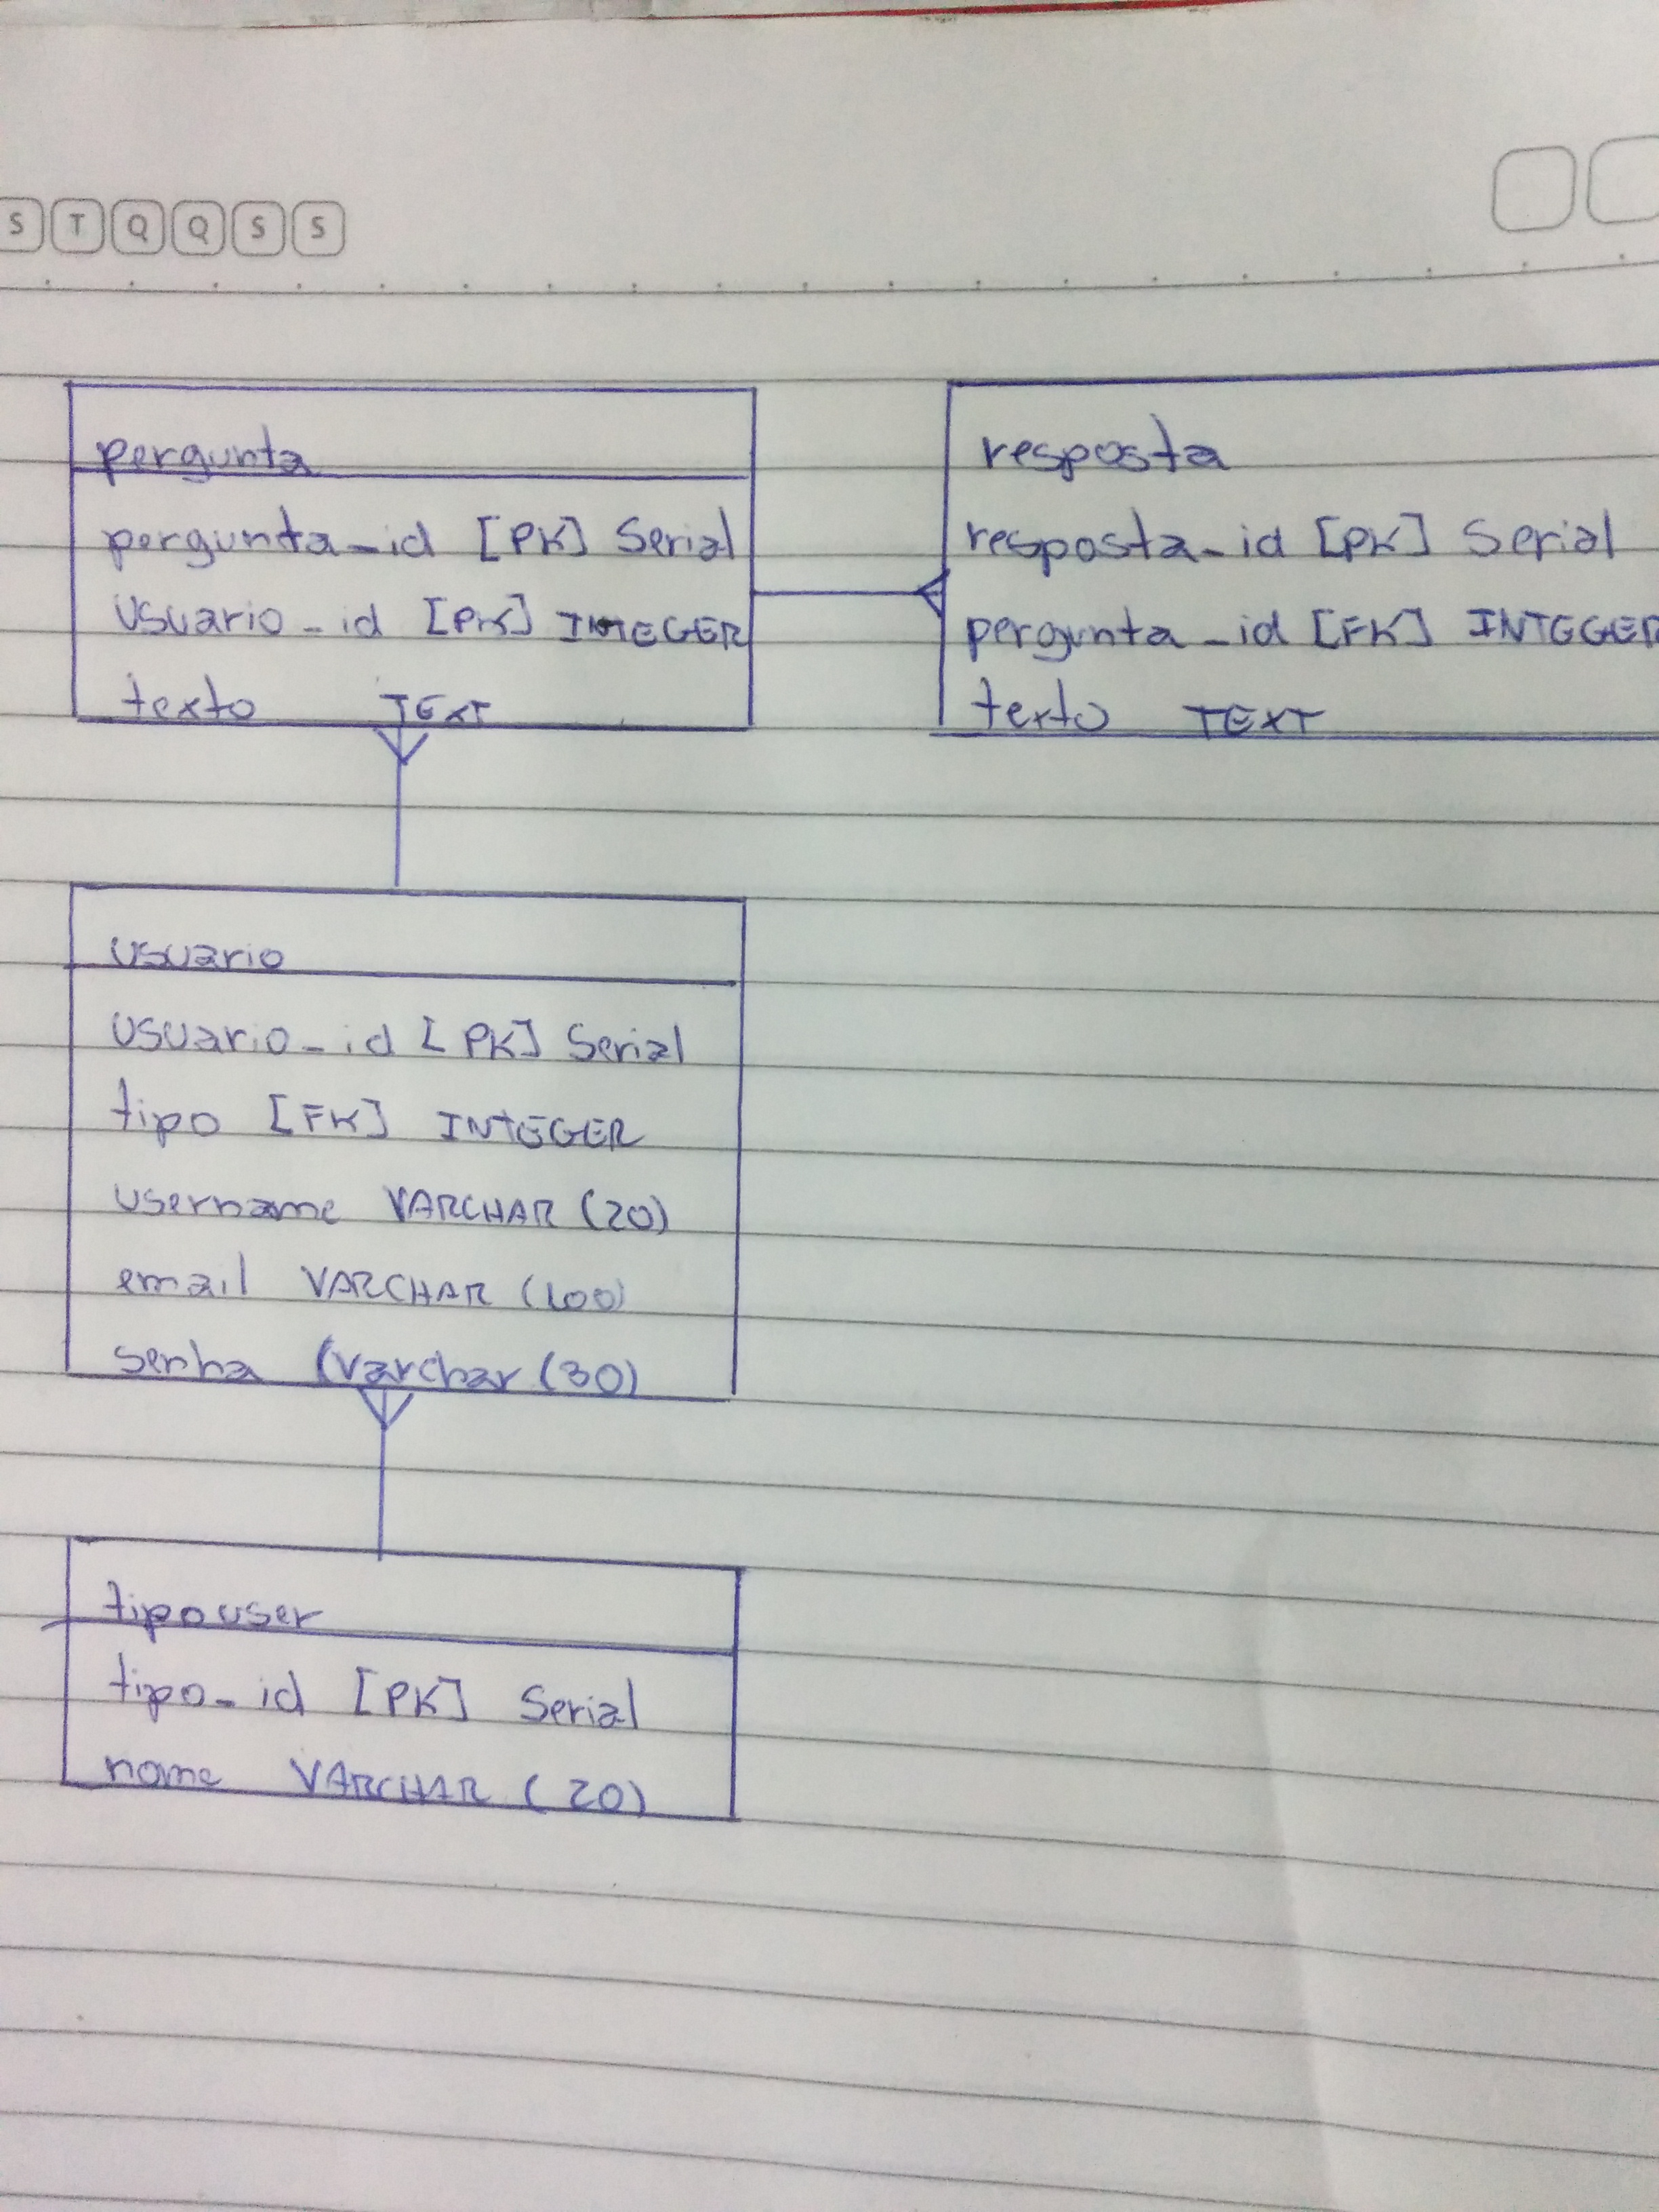 S T Q Q S S
pergunta
pergunta_id [PK] Serial
usuario_id [PK] INTEGER
texto TEXT
resposta
resposta_id [PK] Serial
pergunta_id [FK] INTEGER
texto TEXT
usuario
usuario_id [PK] Serial
tipo [FK] INTEGER
username VARCHAR (20)
email VARCHAR (100)
senha (varchar (30)
tipouser
tipo_id [PK] Serial
nome VARCHAR (20)